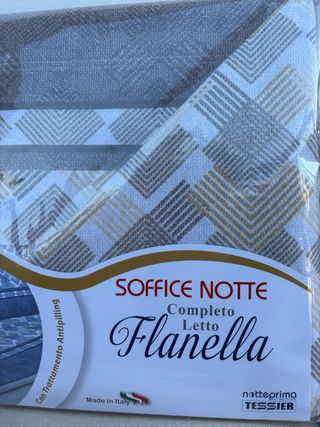 SOFFICE NOTTE
Completo
Letto
Flanella
Con Trattamento Antipilling
Made in Italy
notteprima
TESSIER